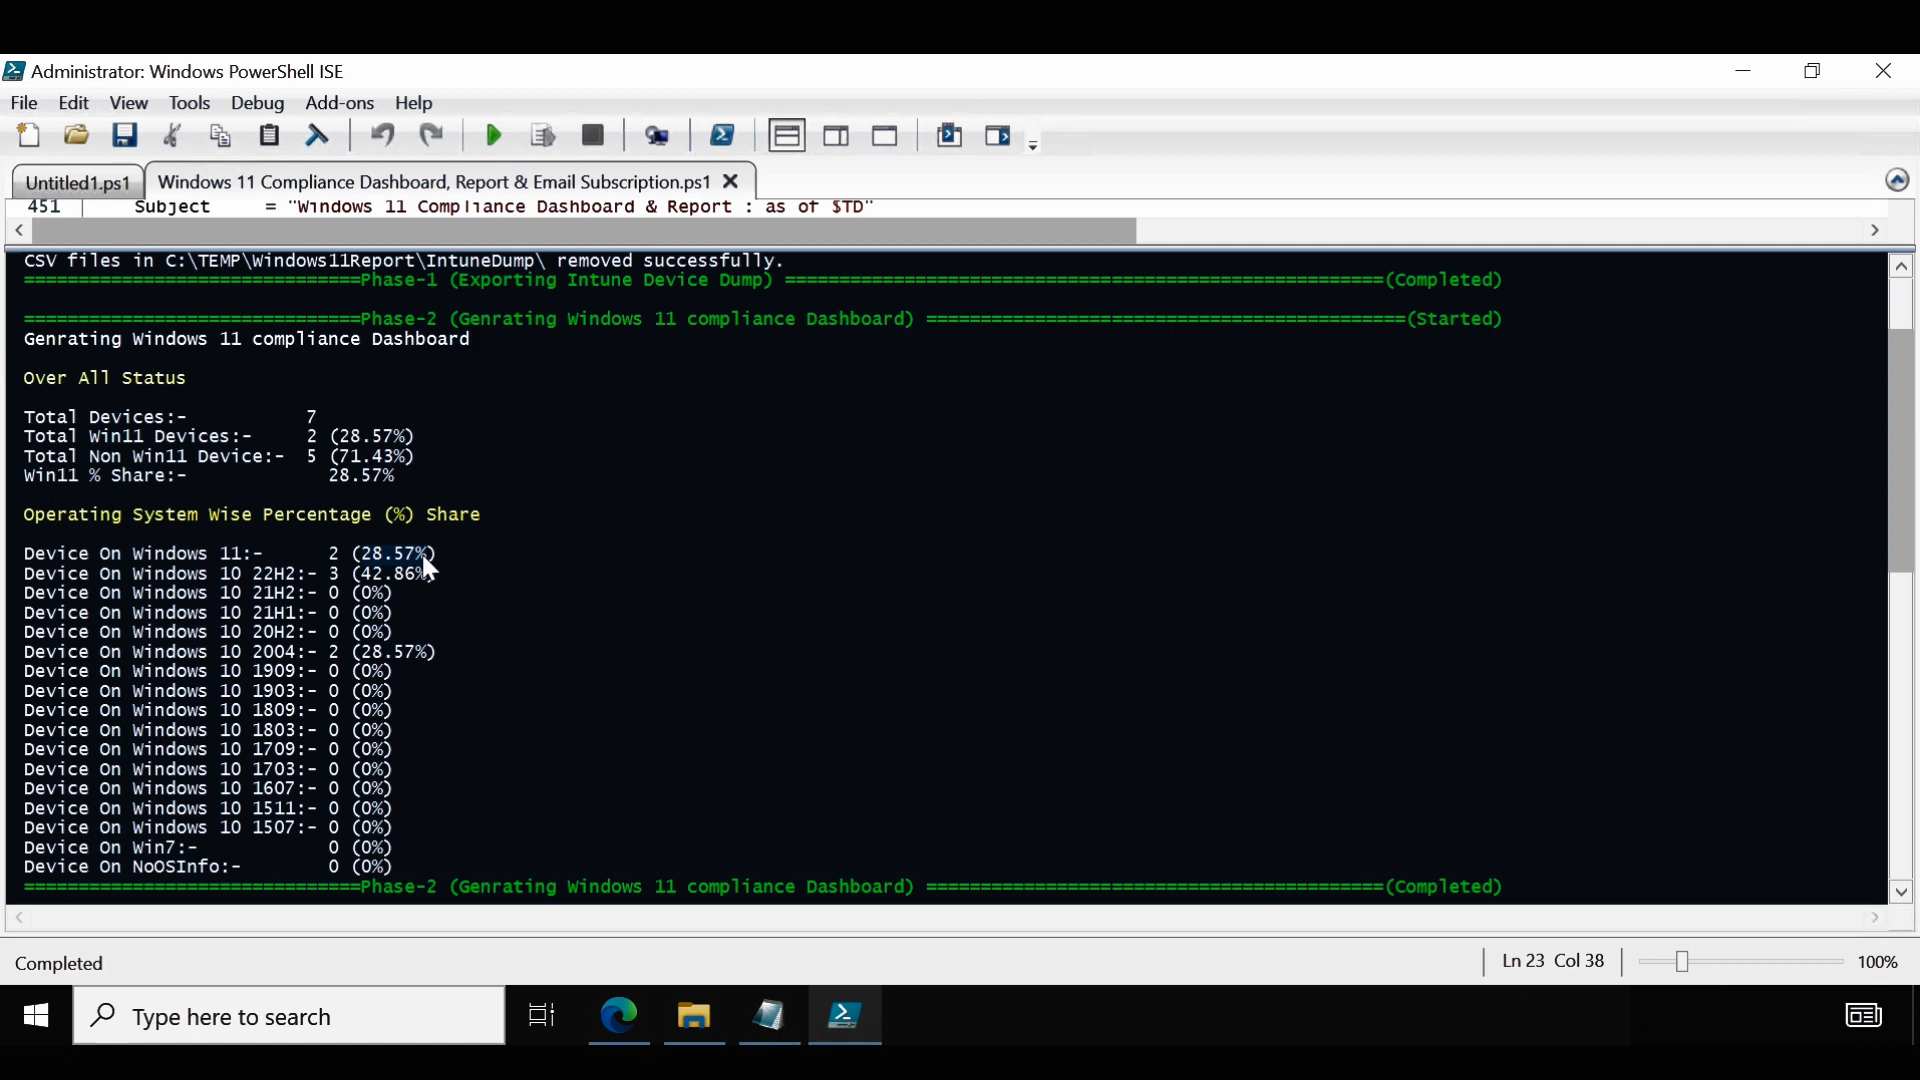 Administrator: Windows PowerShell ISE
File Edit View Tools Debug Add-ons Help
Untitled1.ps1 Windows 11 Compliance Dashboard, Report & Email Subscription.ps1
451 Subject = "Windows 11 Compliance Dashboard & Report : as of $TD"
CSV files in C:\TEMP\Windows11Report\IntuneDump\ removed successfully.
===============================Phase-1 (Exporting Intune Device Dump) =======================================================(Completed)
===============================Phase-2 (Genrating Windows 11 compliance Dashboard) ============================================(Started)
Genrating Windows 11 compliance Dashboard
Over All Status
Total Devices:- 7
Total Win11 Devices:- 2 (28.57%)
Total Non Win11 Device:- 5 (71.43%)
Win11 % Share:- 28.57%
Operating System Wise Percentage (%) Share
Device On Windows 11:- 2 (28.57%)
Device On Windows 10 22H2:- 3 (42.86%)
Device On Windows 10 21H2:- 0 (0%)
Device On Windows 10 21H1:- 0 (0%)
Device On Windows 10 20H2:- 0 (0%)
Device On Windows 10 2004:- 2 (28.57%)
Device On Windows 10 1909:- 0 (0%)
Device On Windows 10 1903:- 0 (0%)
Device On Windows 10 1809:- 0 (0%)
Device On Windows 10 1803:- 0 (0%)
Device On Windows 10 1709:- 0 (0%)
Device On Windows 10 1703:- 0 (0%)
Device On Windows 10 1607:- 0 (0%)
Device On Windows 10 1511:- 0 (0%)
Device On Windows 10 1507:- 0 (0%)
Device On Win7:- 0 (0%)
Device On NoOSInfo:- 0 (0%)
===============================Phase-2 (Genrating Windows 11 compliance Dashboard) ==========================================(Completed)
Completed Ln 23 Col 38 100%
Type here to search